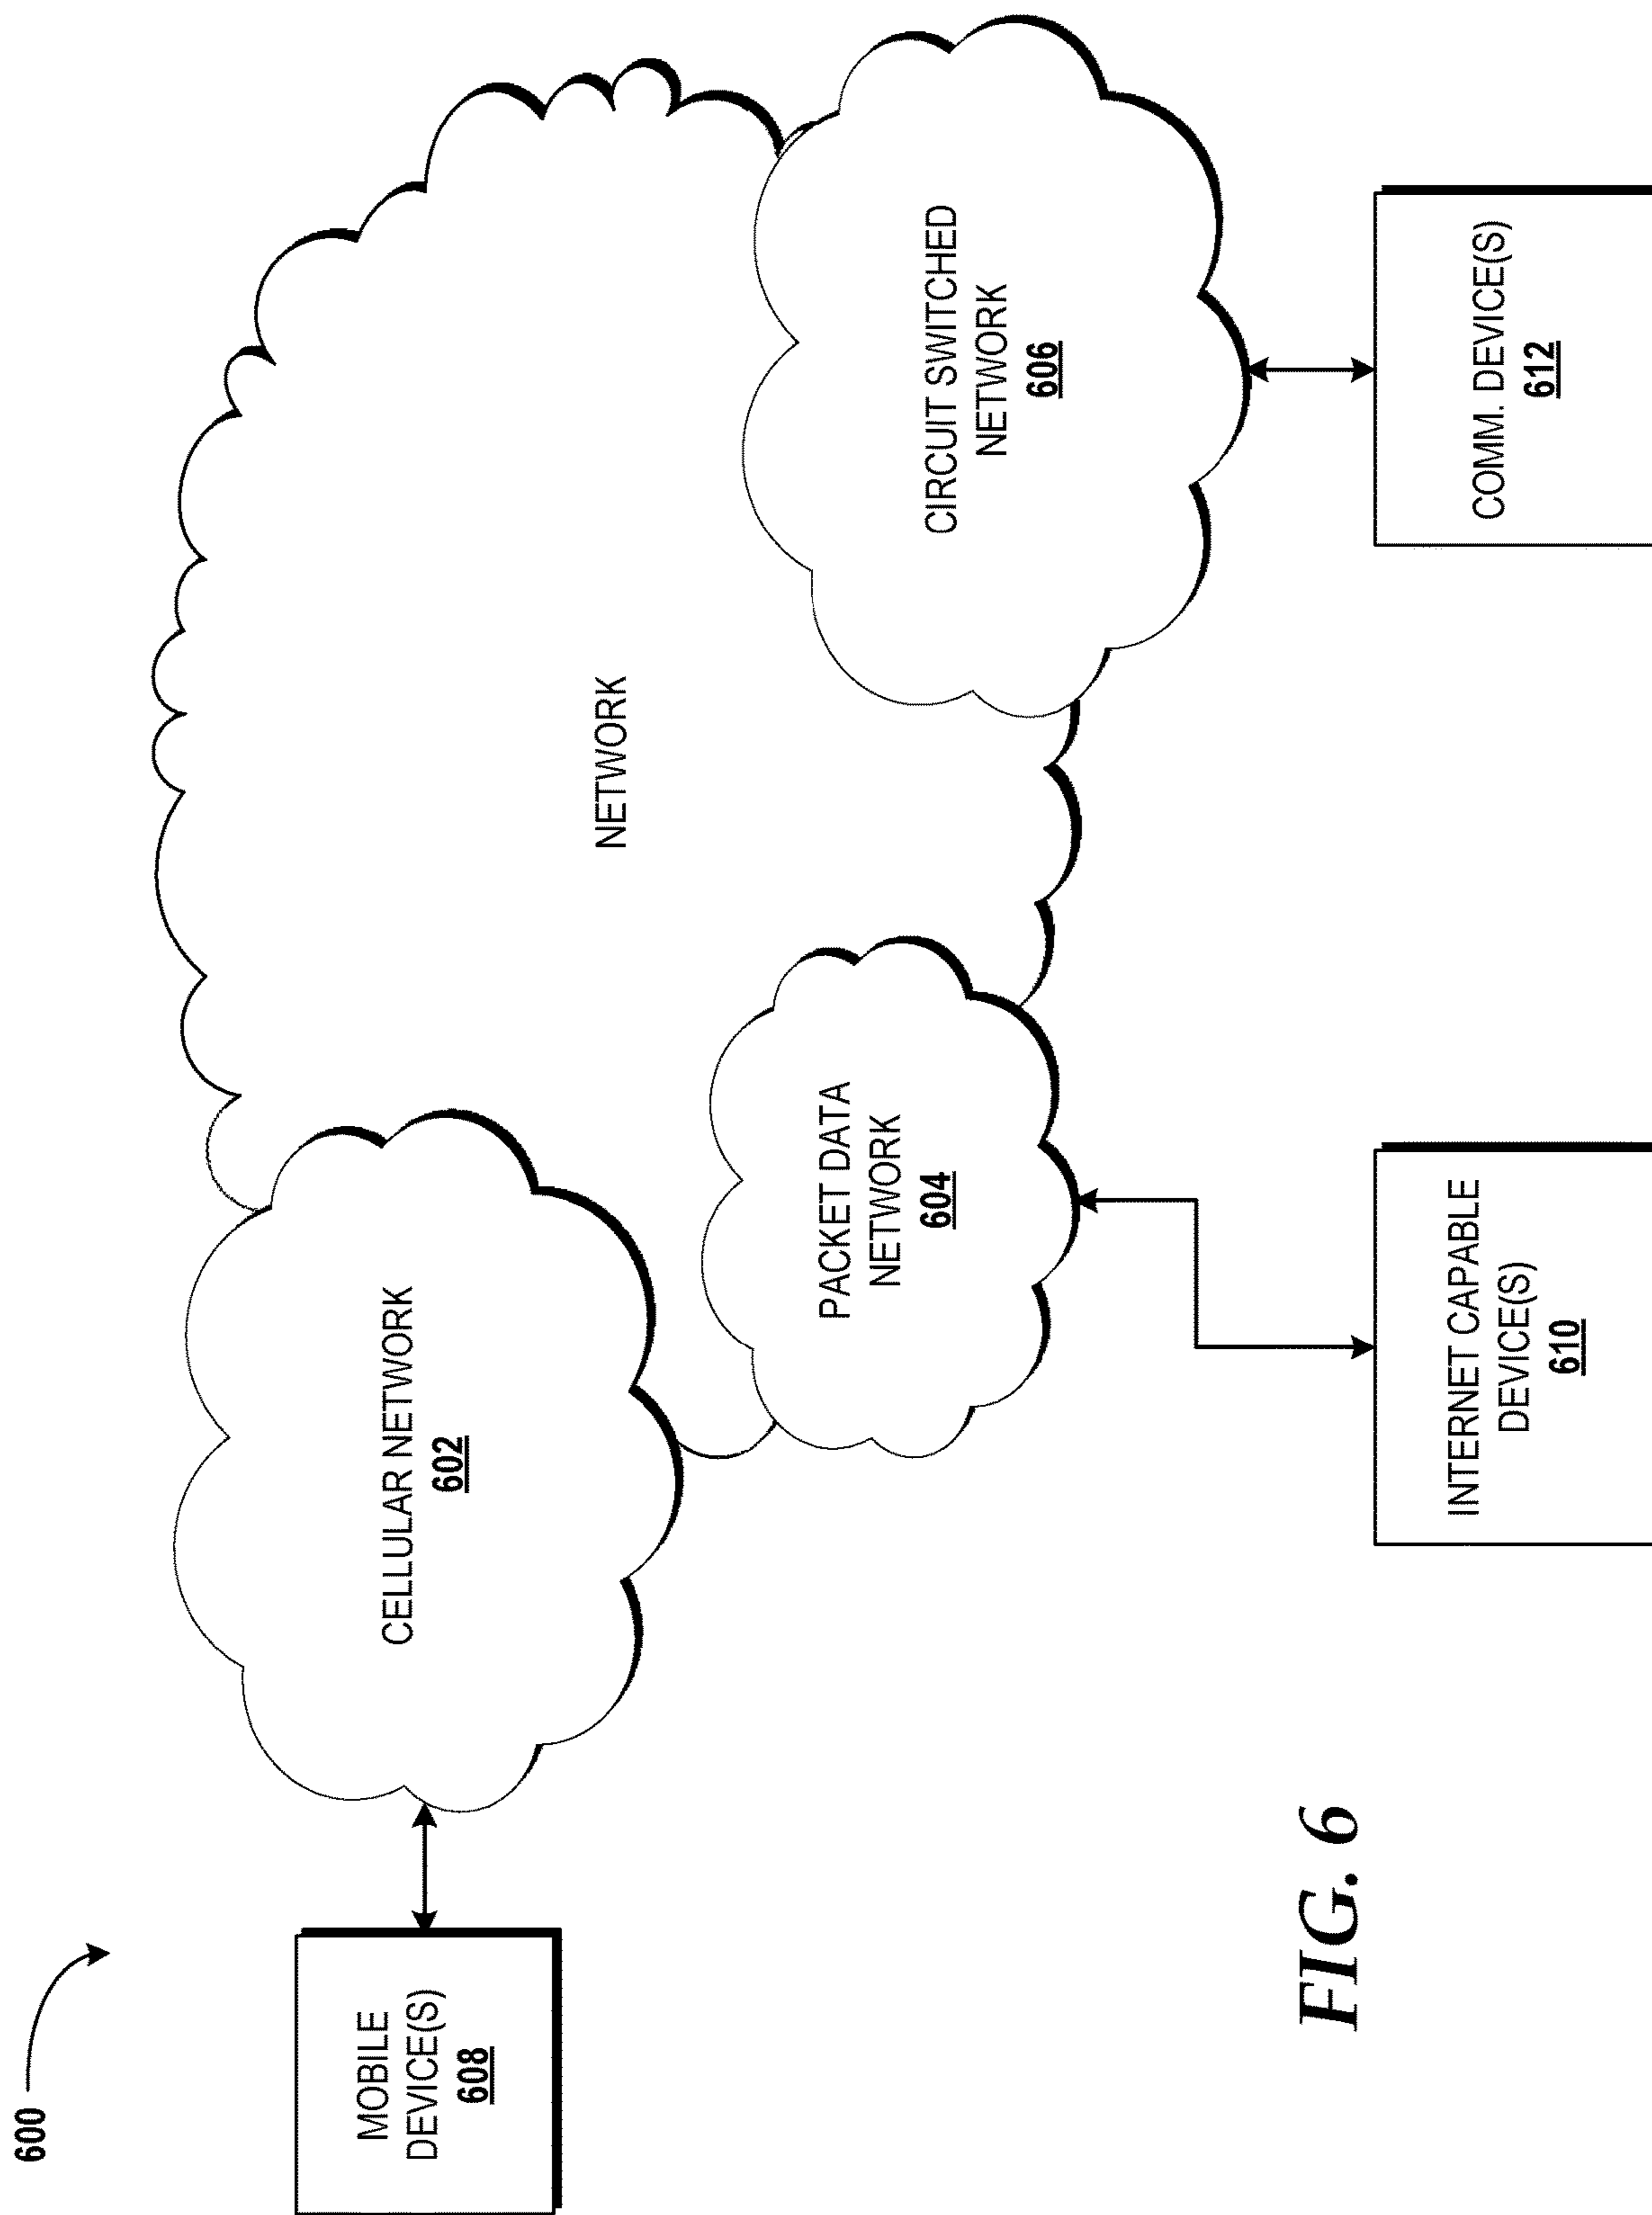 600
MOBILE
DEVICE(S)
608
CELLULAR NETWORK
602
NETWORK
PACKET DATA
NETWORK
604
CIRCUIT SWITCHED
NETWORK
606
INTERNET CAPABLE
DEVICE(S)
610
COMM. DEVICE(S)
612
FIG. 6